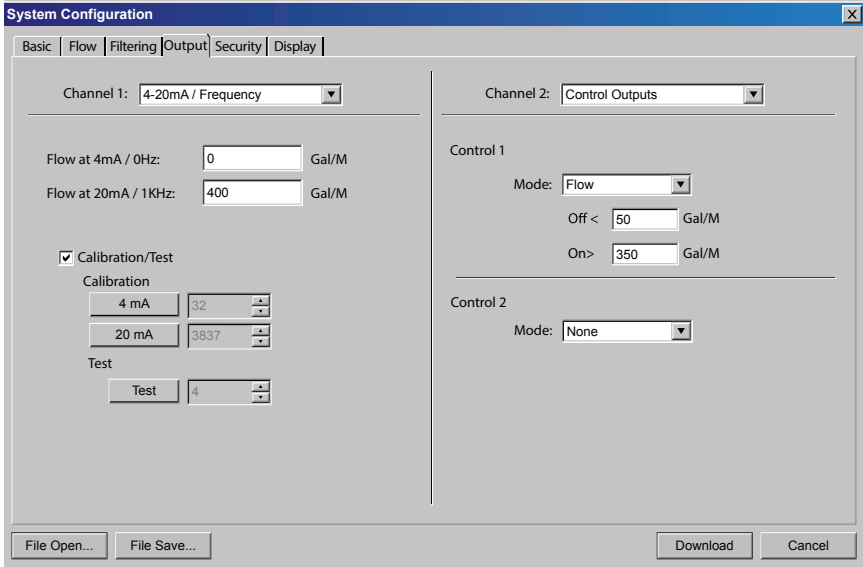 System Configuration
X
Basic Flow Filtering Output Security Display
Channel 1: 4-20mA / Frequency
Flow at 4mA / 0Hz: 0 Gal/M
Flow at 20mA / 1KHz: 400 Gal/M
Calibration/Test
Calibration
4 mA 32
20 mA 3837
Test
Test 4
Channel 2: Control Outputs
Control 1
Mode: Flow
Off < 50 Gal/M
On> 350 Gal/M
Control 2
Mode: None
File Open... File Save... Download Cancel